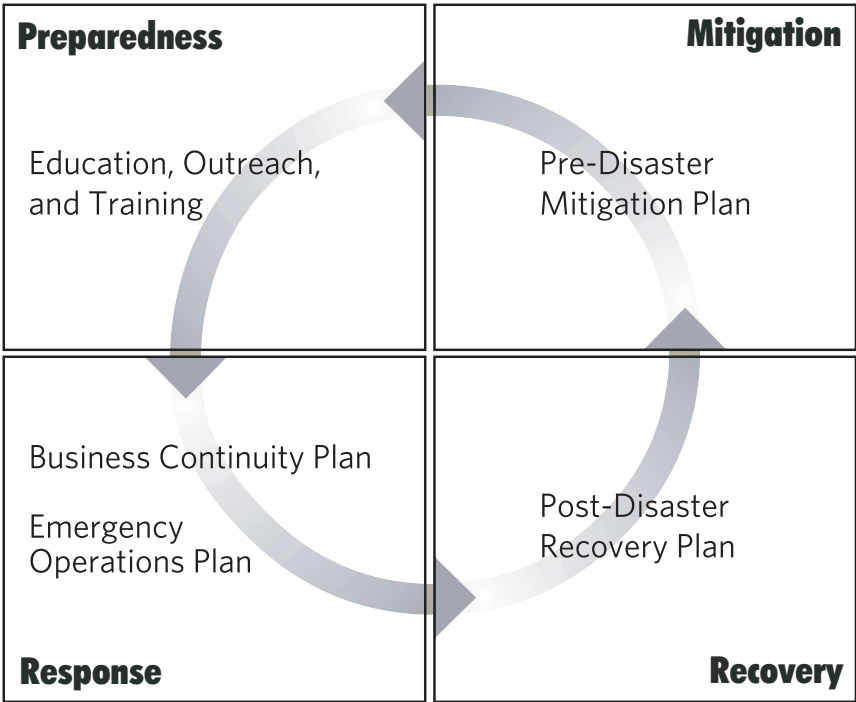 Preparedness
Education, Outreach,
and Training
Mitigation
Pre-Disaster
Mitigation Plan
Business Continuity Plan
Emergency
Operations Plan
Response
Post-Disaster
Recovery Plan
Recovery